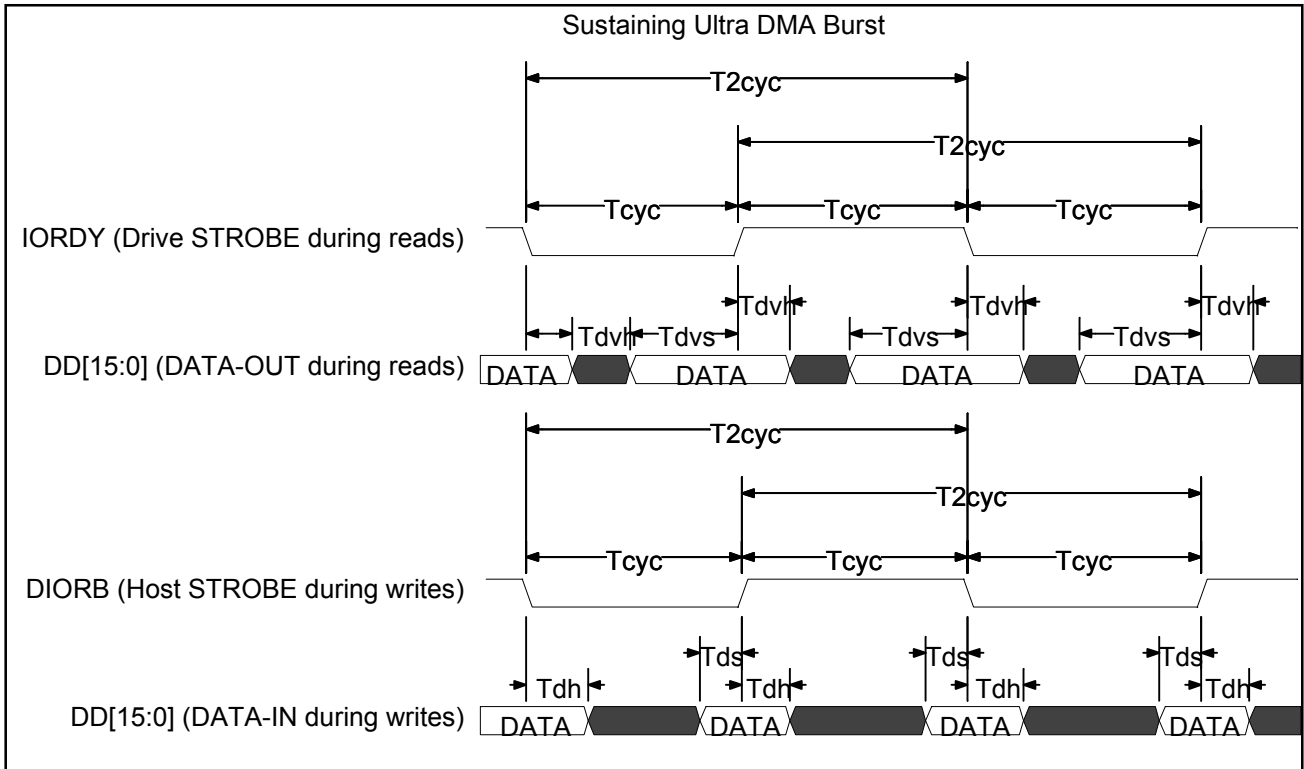 Sustaining Ultra DMA Burst
T2cyc
T2cyc
Tcyc Tcyc Tcyc
IORDY (Drive STROBE during reads)
Tdvh Tdvh Tdvh
Tdvh Tdvs Tdvs Tdvs
DD[15:0] (DATA-OUT during reads) DATA DATA DATA DATA
T2cyc
T2cyc
Tcyc Tcyc Tcyc
DIORB (Host STROBE during writes)
Tds Tds Tds
Tdh Tdh Tdh Tdh
DD[15:0] (DATA-IN during writes) DATA DATA DATA DATA